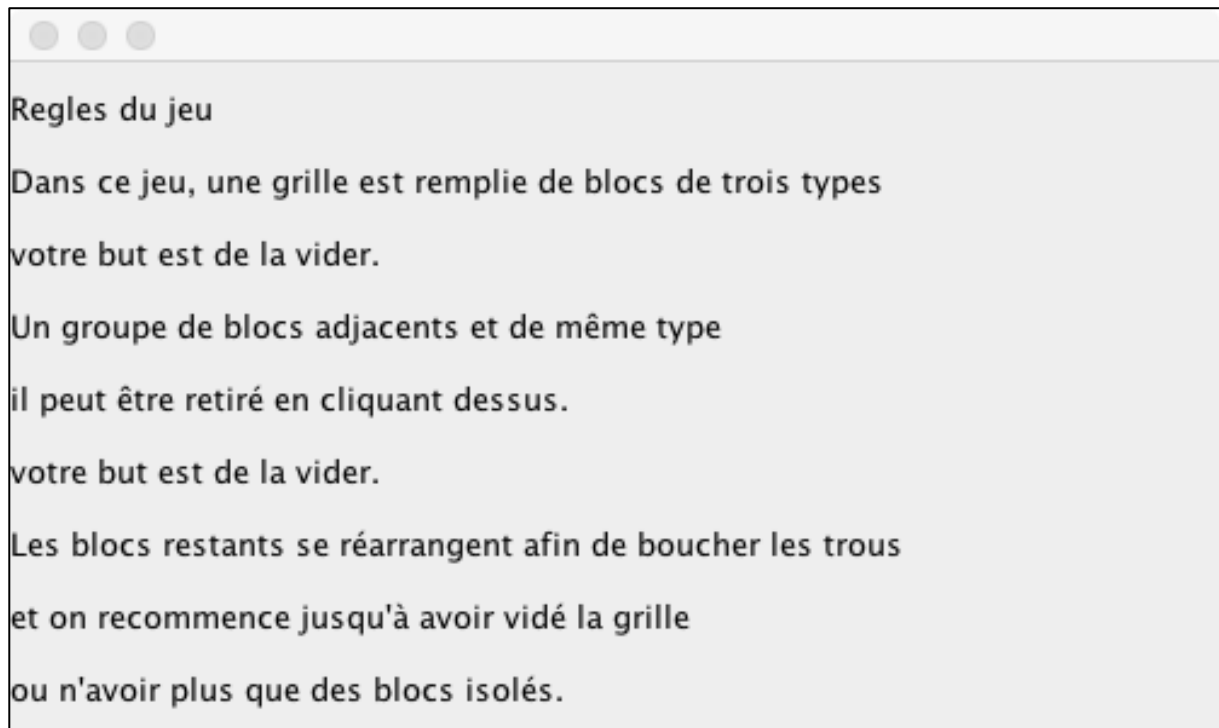 Regles du jeu
Dans ce jeu, une grille est remplie de blocs de trois types
votre but est de la vider.
Un groupe de blocs adjacents et de même type
il peut être retiré en cliquant dessus.
votre but est de la vider.
Les blocs restants se réarrangent afin de boucher les trous
et on recommence jusqu'à avoir vidé la grille
ou n'avoir plus que des blocs isolés.